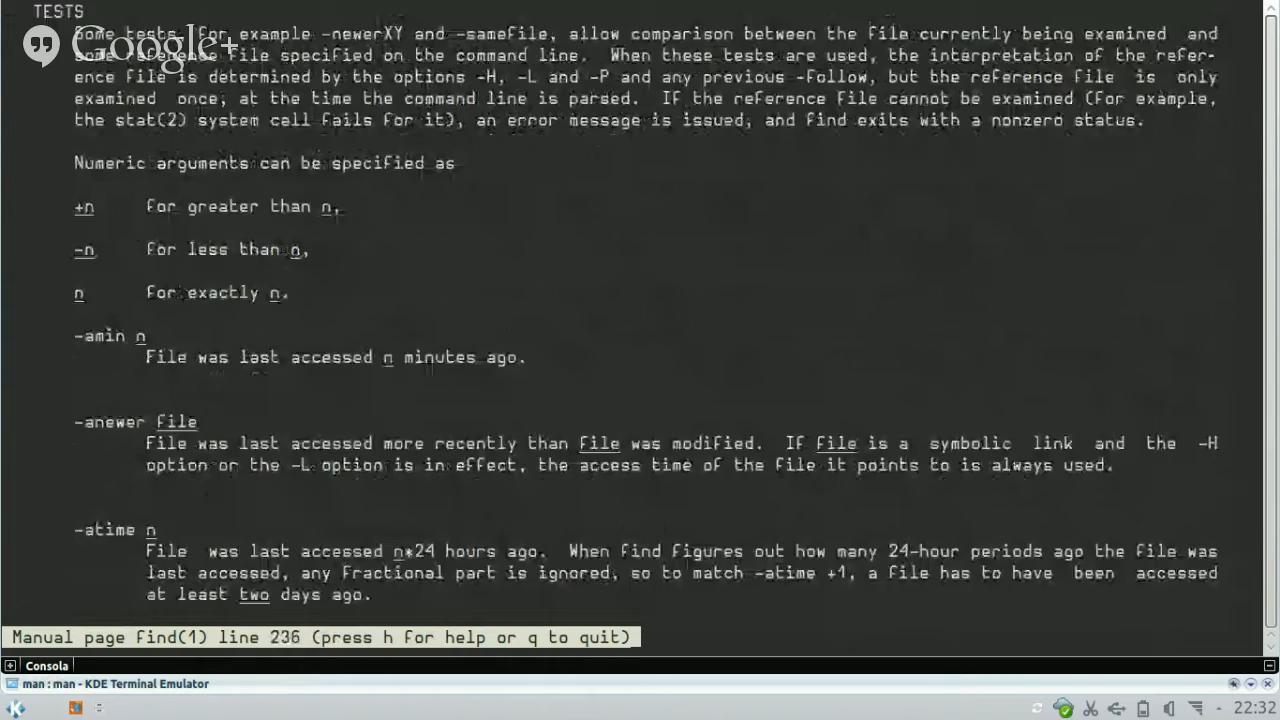 TESTS
Some tests, for example -newerXY and -samefile, allow comparison between the file currently being examined and
Google+
some reference file specified on the command line. When these tests are used, the interpretation of the refer-
ence file is determined by the options -H, -L and -P and any previous -follow, but the reference file is only
examined once, at the time the command line is parsed. If the reference file cannot be examined (for example,
the stat(2) system call fails for it), an error message is issued, and find exits with a nonzero status.
Numeric arguments can be specified as
+n for greater than n,
-n for less than n,
n for exactly n.
-amin n
File was last accessed n minutes ago.
-anewer file
File was last accessed more recently than file was modified. If file is a symbolic link and the -H
option or the -L option is in effect, the access time of the file it points to is always used.
-atime n
File was last accessed n*24 hours ago. When find figures out how many 24-hour periods ago the file was
last accessed, any fractional part is ignored, so to match -atime +1, a file has to have been accessed
at least two days ago.
Manual page find(1) line 236 (press h for help or q to quit)
Consola
man : man - KDE Terminal Emulator
22:32